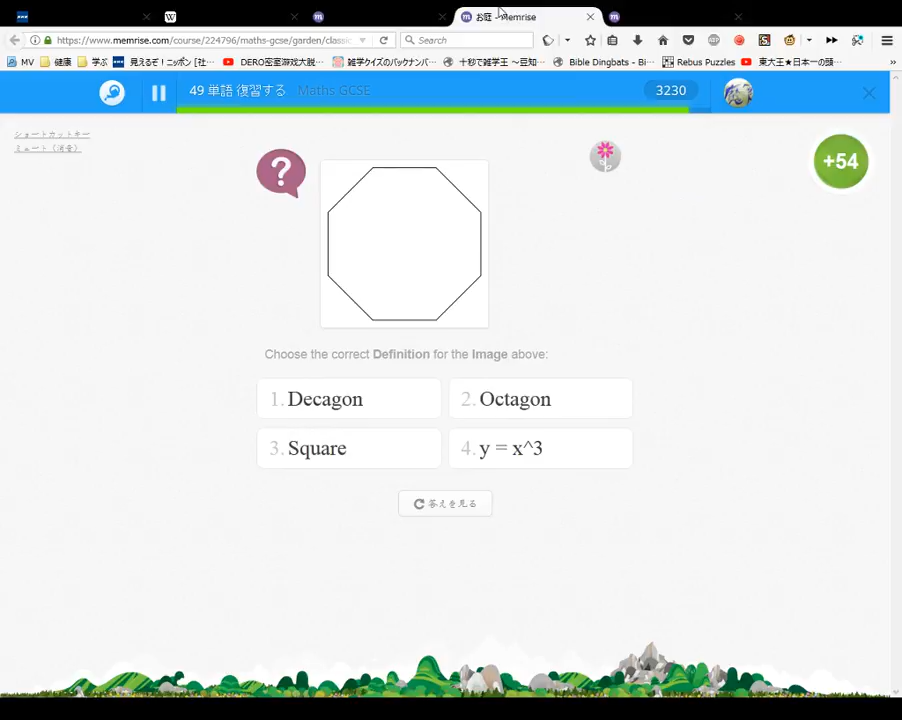 お庭 - Memrise
https://www.memrise.com/course/224796/maths-gcse/garden/classic
Search
MV 健康 学ぶ 見えるぞ！ニッポン [社… DERO密室游戏大脱… 雑学クイズのバックナンバ… 十秒で雑学王 ～豆知… Bible Dingbats - Bi… Rebus Puzzles 東大王★日本一の頭…
49 単語 復習する Maths GCSE 3230
ショートカットキー
ミュート（消音）
+54
?
Choose the correct Definition for the Image above:
1. Decagon
2. Octagon
3. Square
4. y = x^3
答えを見る